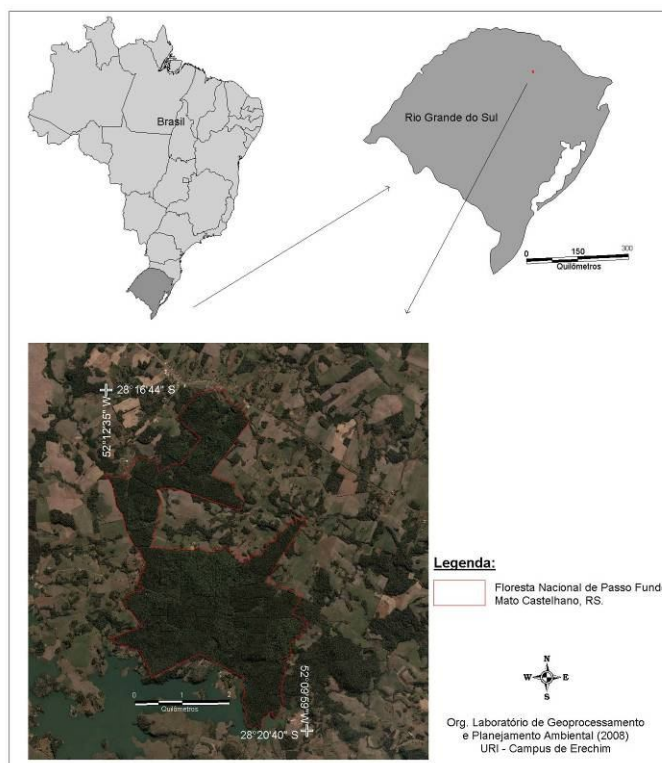 Brasil
Rio Grande do Sul
0 150 300
Quilômetros
28°16'44" S
52°12'35" W
Legenda:
Floresta Nacional de Passo Fund
Mato Castelhano, RS.
0 1 2
Quilômetros
52°09'59" W
28°20'40" S
N
W E
S
Org. Laboratório de Geoprocessamento
e Planejamento Ambiental (2008)
URI - Campus de Erechim